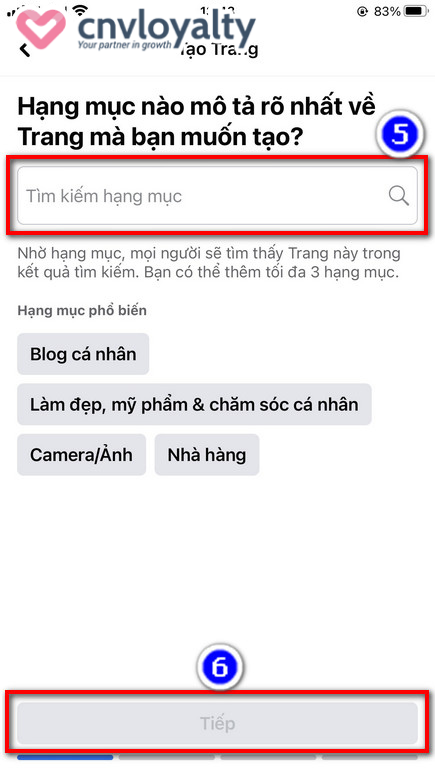 cnvloyalty
Your partner in growth
83%
Tạo Trang
Hạng mục nào mô tả rõ nhất về
Trang mà bạn muốn tạo?
5
Tìm kiếm hạng mục
Nhờ hạng mục, mọi người sẽ tìm thấy Trang này trong
kết quả tìm kiếm. Bạn có thể thêm tối đa 3 hạng mục.
Hạng mục phổ biến
Blog cá nhân
Làm đẹp, mỹ phẩm & chăm sóc cá nhân
Camera/Ảnh
Nhà hàng
6
Tiếp